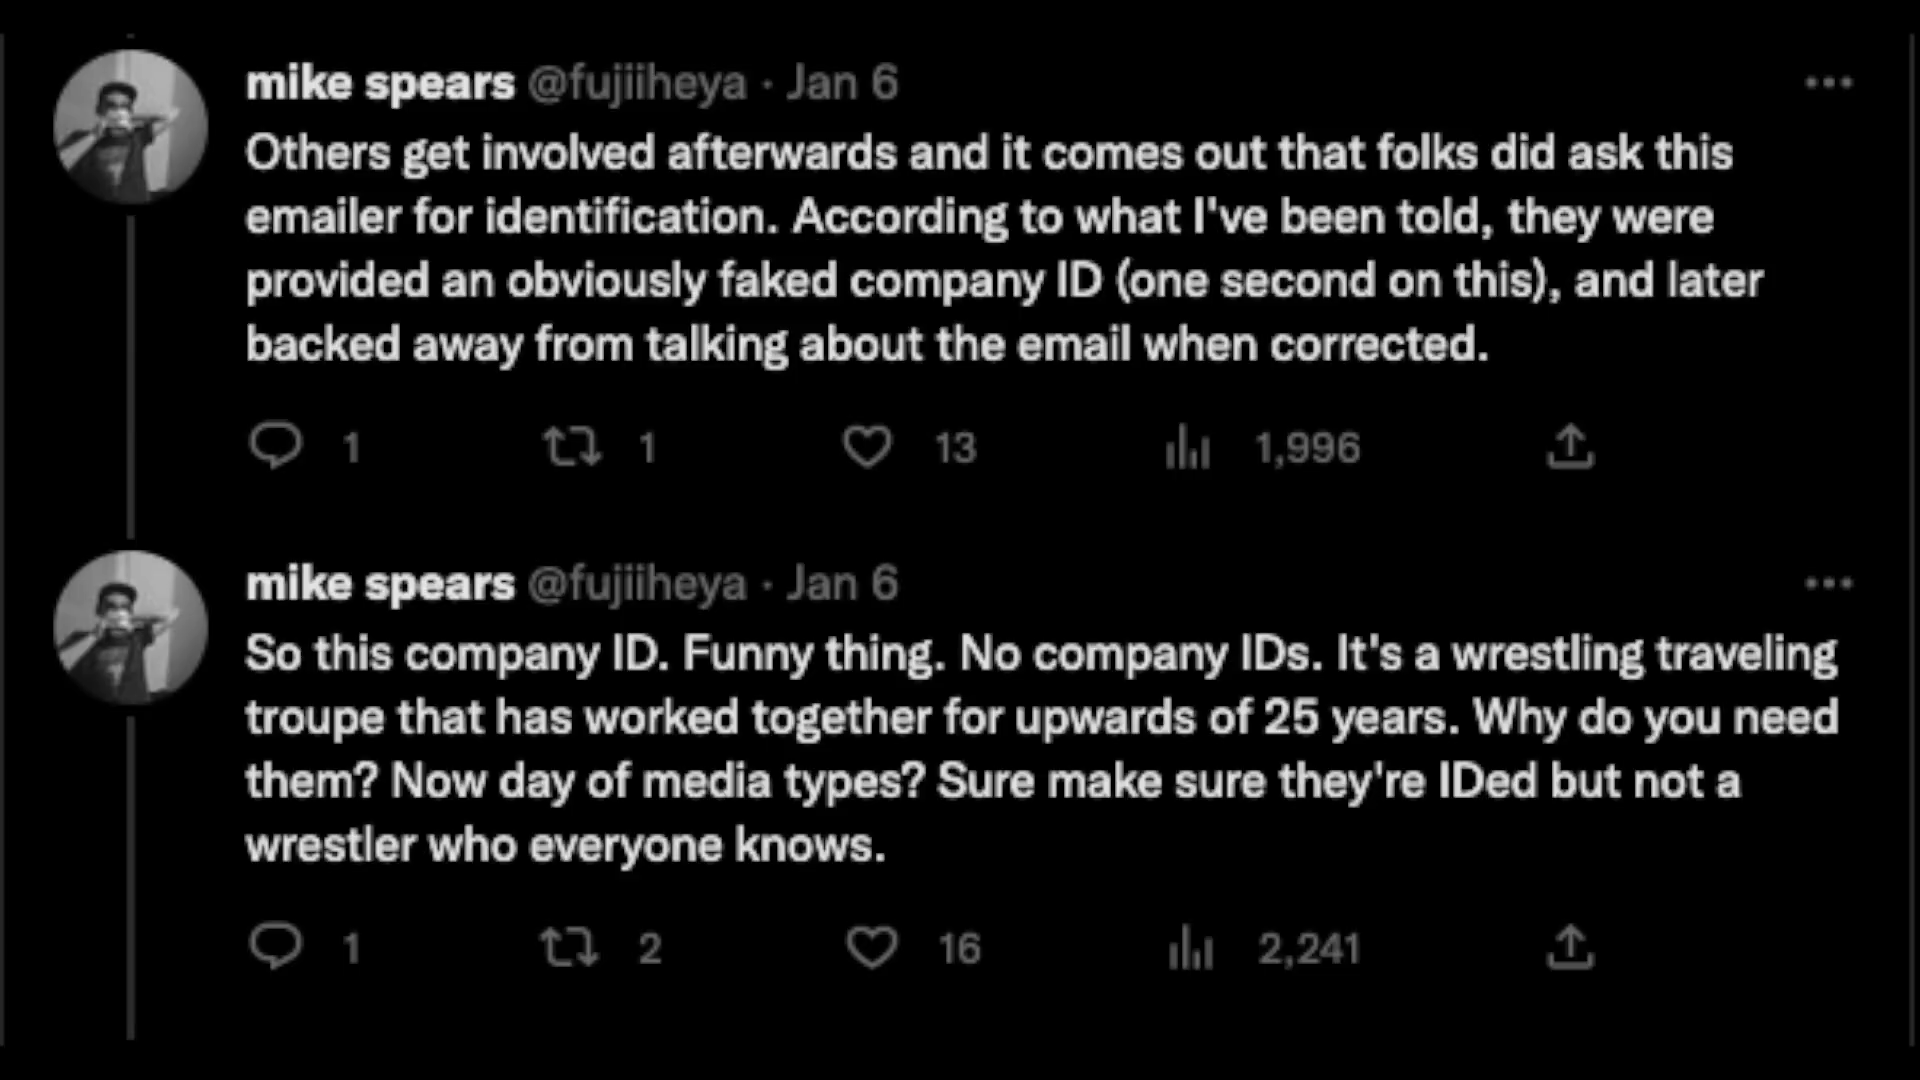 mike spears @fujiiheya · Jan 6
Others get involved afterwards and it comes out that folks did ask this
emailer for identification. According to what I've been told, they were
provided an obviously faked company ID (one second on this), and later
backed away from talking about the email when corrected.
1 1 13 1,996
mike spears @fujiiheya · Jan 6
So this company ID. Funny thing. No company IDs. It's a wrestling traveling
troupe that has worked together for upwards of 25 years. Why do you need
them? Now day of media types? Sure make sure they're IDed but not a
wrestler who everyone knows.
1 2 16 2,241